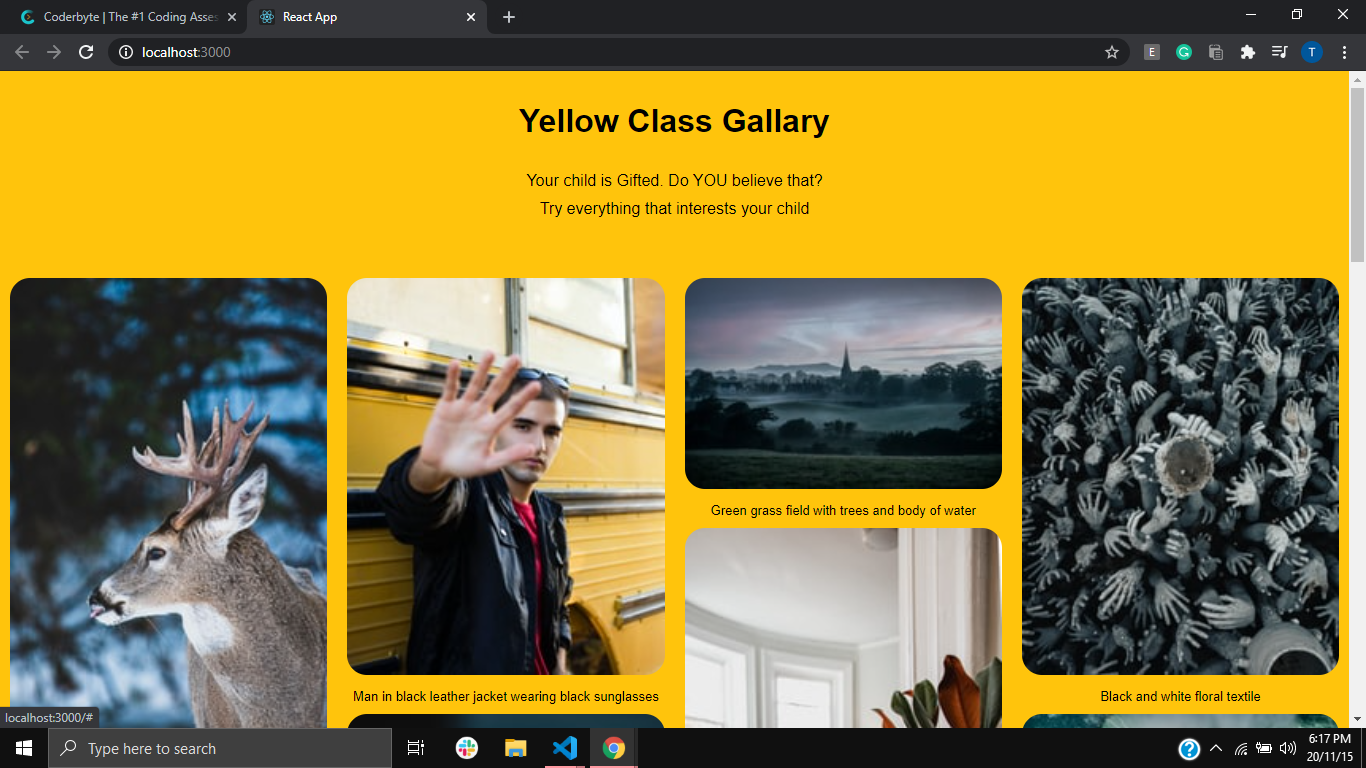 Coderbyte | The #1 Coding Asses
React App
localhost:3000
E
G
T
Yellow Class Gallary
Your child is Gifted. Do YOU believe that?
Try everything that interests your child
Green grass field with trees and body of water
Man in black leather jacket wearing black sunglasses
Black and white floral textile
localhost:3000/#
Type here to search
6:17 PM
20/11/15